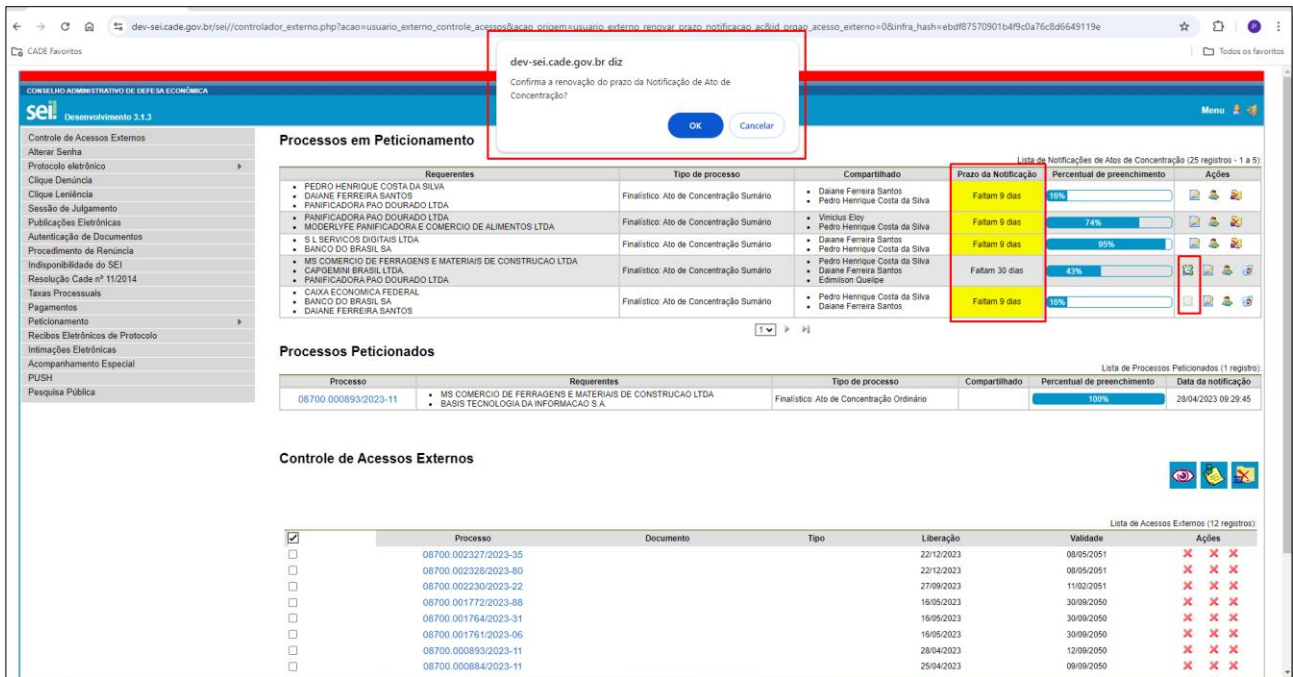 dev-sei.cade.gov.br/sei//controlador_externo.php?acao=usuario_externo_controle_acessos&acao_origem=usuario_externo_renovar_prazo_notificacao_ac&id_orgao_acesso_externo=0&infra_hash=ebdf87570901b4f9c0a76c8d6649119e
P
CADE Favoritos
Todos os favoritos
dev-sei.cade.gov.br diz
Confirma a renovação do prazo da Notificação de Ato de
Concentração?
OK
Cancelar
CONSELHO ADMINISTRATIVO DE DEFESA ECONÔMICA
sei! Desenvolvimento 3.1.3
Menu
Controle de Acessos Externos
Alterar Senha
Protocolo eletrônico
Clique Denúncia
Clique Leniência
Sessão de Julgamento
Publicações Eletrônicas
Autenticação de Documentos
Procedimento de Renúncia
Indisponibilidade do SEI
Resolução Cade nº 11/2014
Taxas Processuais
Pagamentos
Peticionamento
Recibos Eletrônicos de Protocolo
Intimações Eletrônicas
Acompanhamento Especial
PUSH
Pesquisa Pública
Processos em Peticionamento
Lista de Notificações de Atos de Concentração (25 registros - 1 a 5):
Requerentes Tipo de processo Compartilhado Prazo da Notificação Percentual de preenchimento Ações
PEDRO HENRIQUE COSTA DA SILVA
DAIANE FERREIRA SANTOS
PANIFICADORA PAO DOURADO LTDA
Finalístico: Ato de Concentração Sumário
Daiane Ferreira Santos
Pedro Henrique Costa da Silva
Faltam 9 dias
16%
PANIFICADORA PAO DOURADO LTDA
MODERLYFE PANIFICADORA E COMERCIO DE ALIMENTOS LTDA
Finalístico: Ato de Concentração Sumário
Vinicius Eloy
Pedro Henrique Costa da Silva
Faltam 9 dias
74%
S L SERVICOS DIGITAIS LTDA
BANCO DO BRASIL SA
Finalístico: Ato de Concentração Sumário
Daiane Ferreira Santos
Pedro Henrique Costa da Silva
Faltam 9 dias
95%
MS COMERCIO DE FERRAGENS E MATERIAIS DE CONSTRUCAO LTDA
CAPGEMINI BRASIL LTDA.
PANIFICADORA PAO DOURADO LTDA
Finalístico: Ato de Concentração Sumário
Pedro Henrique Costa da Silva
Daiane Ferreira Santos
Edimilson Quelipe
Faltam 30 dias
43%
CAIXA ECONOMICA FEDERAL
BANCO DO BRASIL SA
DAIANE FERREIRA SANTOS
Finalístico: Ato de Concentração Sumário
Pedro Henrique Costa da Silva
Daiane Ferreira Santos
Faltam 9 dias
16%
1
Processos Peticionados
Lista de Processos Peticionados (1 registro):
Processo Requerentes Tipo de processo Compartilhado Percentual de preenchimento Data da notificação
08700.000893/2023-11
MS COMERCIO DE FERRAGENS E MATERIAIS DE CONSTRUCAO LTDA
BASIS TECNOLOGIA DA INFORMACAO S.A.
Finalístico: Ato de Concentração Ordinário
100%
28/04/2023 09:29:45
Controle de Acessos Externos
Lista de Acessos Externos (12 registros):
Processo Documento Tipo Liberação Validade Ações
08700.002327/2023-35 22/12/2023 08/05/2051
08700.002328/2023-80 22/12/2023 08/05/2051
08700.002230/2023-22 27/09/2023 11/02/2051
08700.001772/2023-88 16/05/2023 30/09/2050
08700.001764/2023-31 16/05/2023 30/09/2050
08700.001761/2023-06 16/05/2023 30/09/2050
08700.000893/2023-11 28/04/2023 12/09/2050
08700.000884/2023-11 25/04/2023 09/09/2050